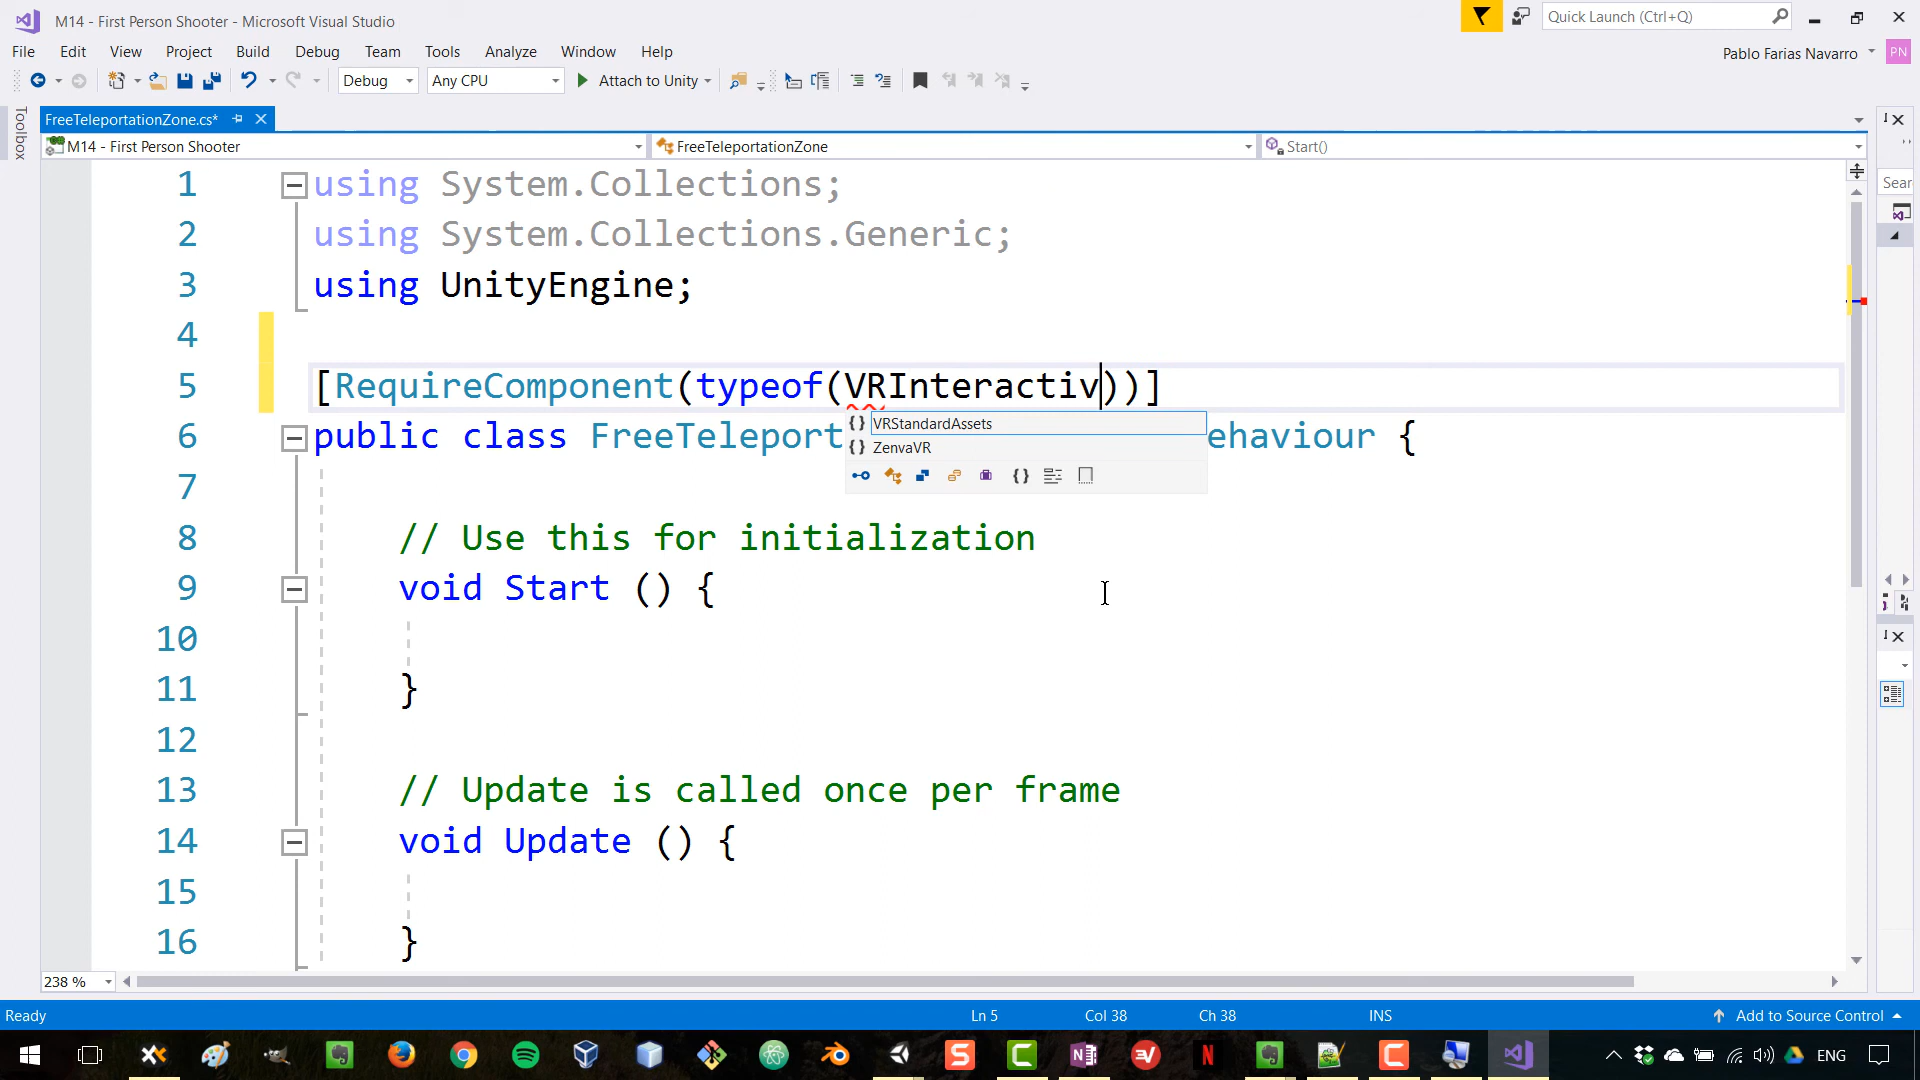 M14 - First Person Shooter - Microsoft Visual Studio
Quick Launch (Ctrl+Q)
File Edit View Project Build Debug Team Tools Analyze Window Help
Pablo Farias Navarro PN
Debug Any CPU Attach to Unity
Toolbox
FreeTeleportationZone.cs*
M14 - First Person Shooter FreeTeleportationZone Start()
Sear
1 using System.Collections;
2 using System.Collections.Generic;
3 using UnityEngine;
4
5 [RequireComponent(typeof(VRInteractiv))]
VRStandardAssets
6 public class FreeTeleport ehaviour {
ZenvaVR
7
8 // Use this for initialization
9 void Start () {
10
11 }
12
13 // Update is called once per frame
14 void Update () {
15
16 }
238 %
Ready Ln 5 Col 38 Ch 38 INS Add to Source Control
ENG